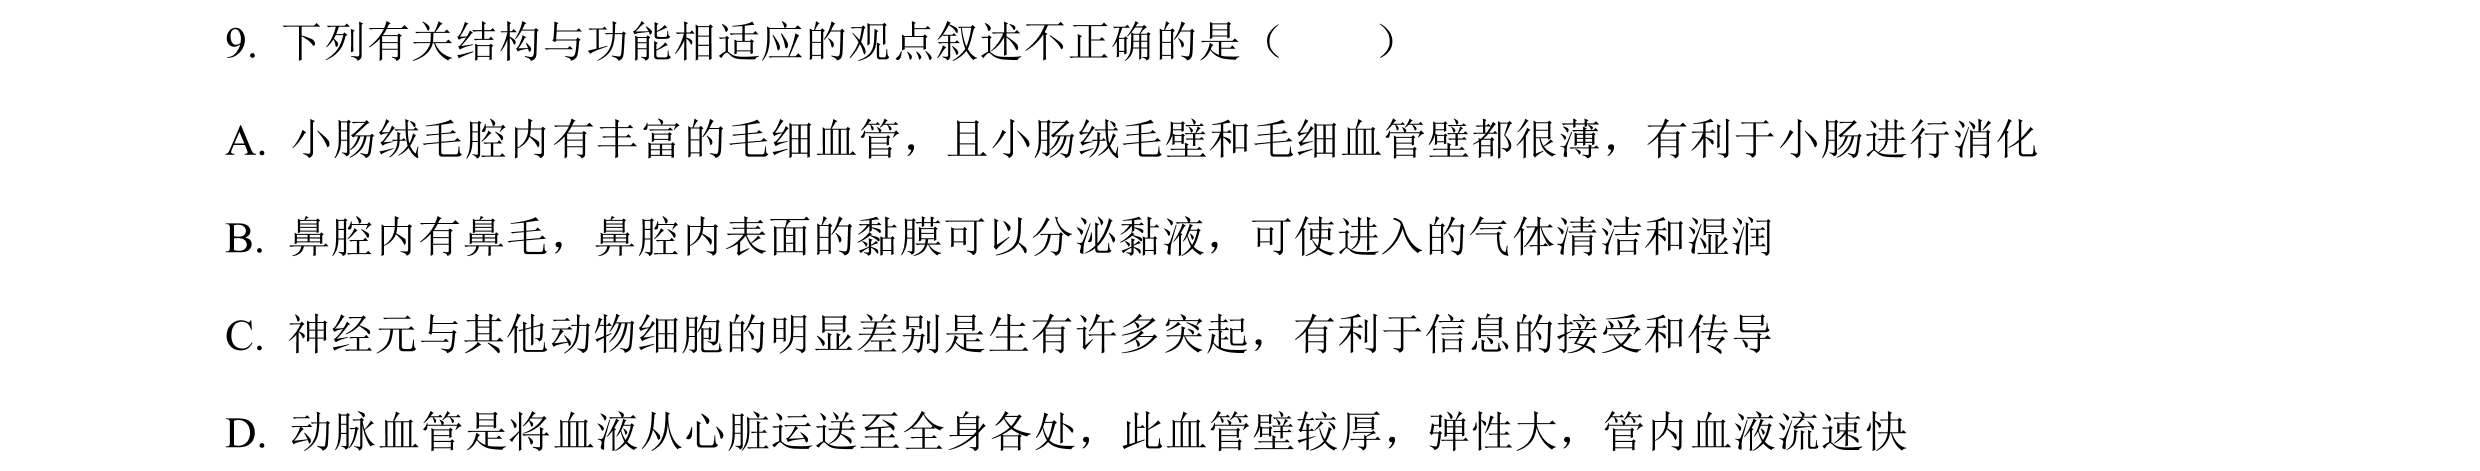 9. 下列有关结构与功能相适应的观点叙述不正确的是（　　）
A. 小肠绒毛腔内有丰富的毛细血管，且小肠绒毛壁和毛细血管壁都很薄，有利于小肠进行消化
B. 鼻腔内有鼻毛，鼻腔内表面的黏膜可以分泌黏液，可使进入的气体清洁和湿润
C. 神经元与其他动物细胞的明显差别是生有许多突起，有利于信息的接受和传导
D. 动脉血管是将血液从心脏运送至全身各处，此血管壁较厚，弹性大，管内血液流速快